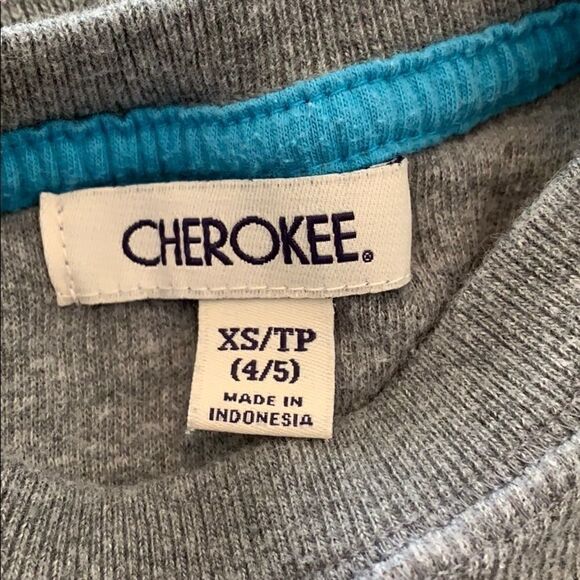 CHEROKEE®
XS/TP
(4/5)
MADE IN
INDONESIA